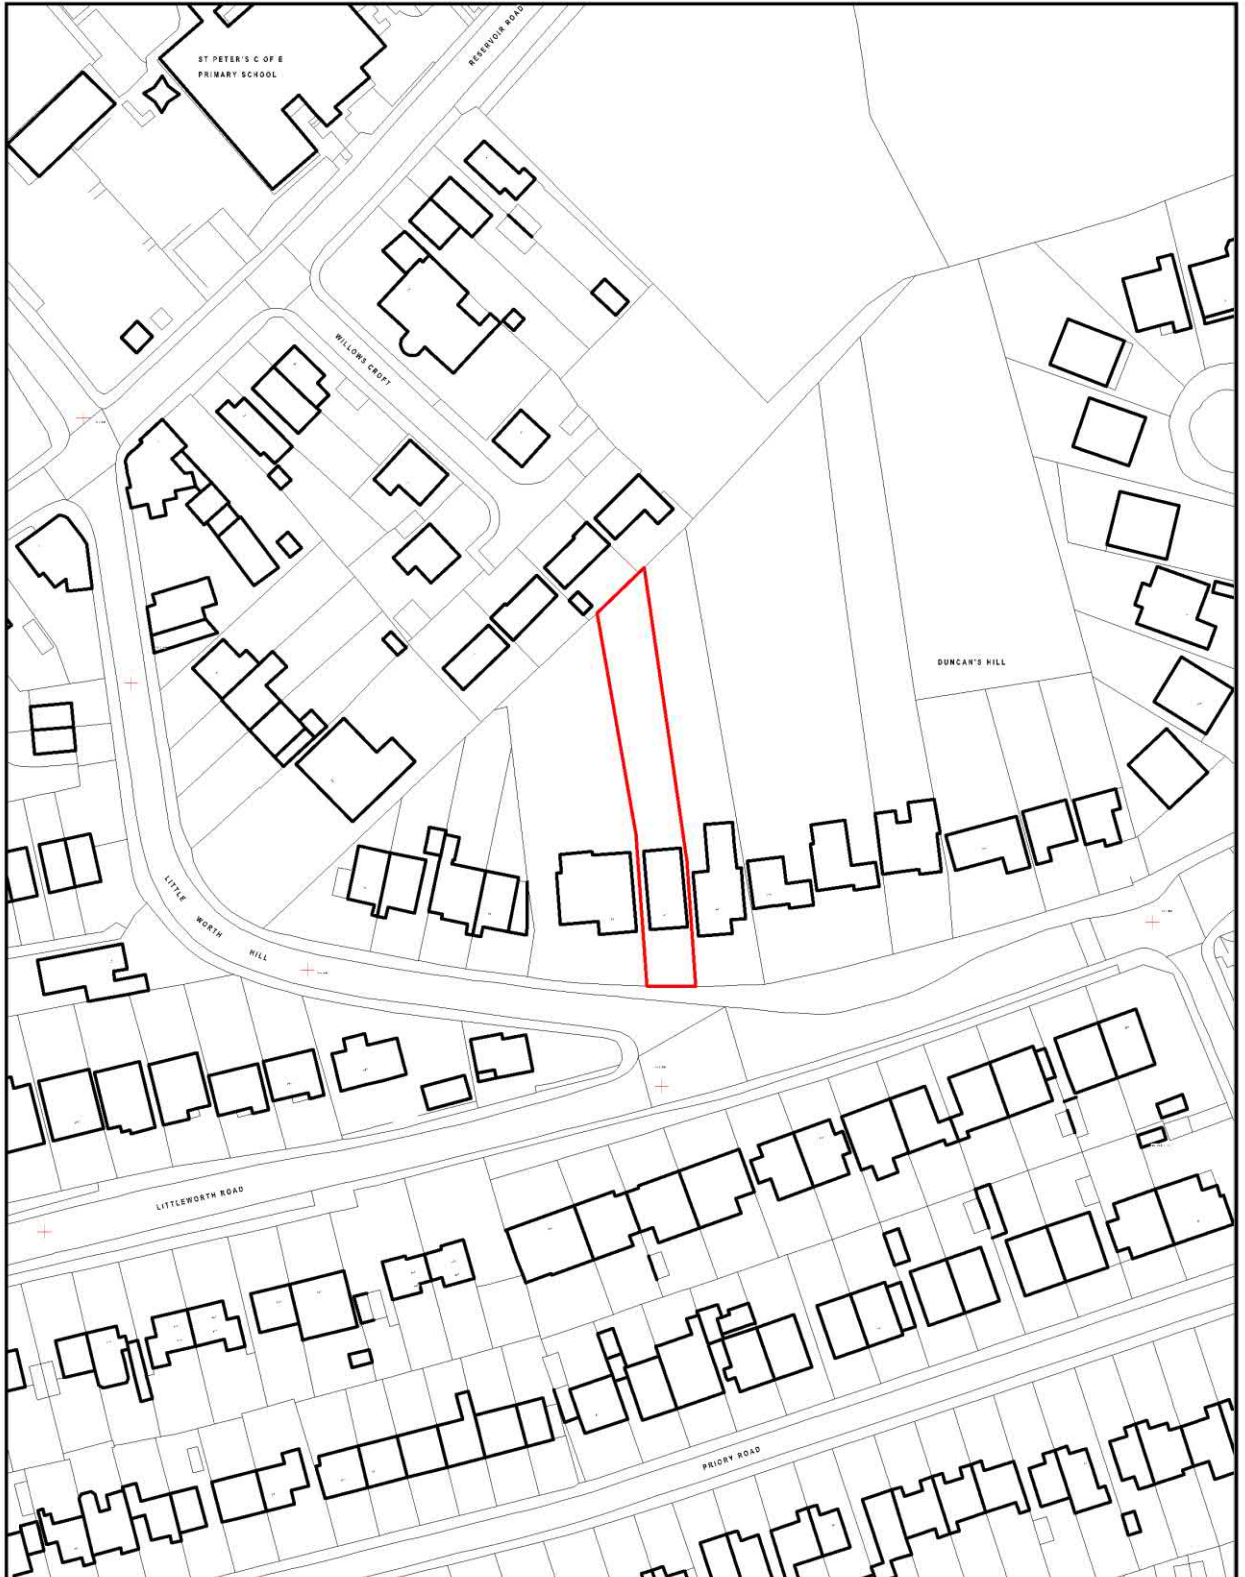 ST PETER'S C OF E
PRIMARY SCHOOL
RESERVOIR ROAD
WILLOWS CROFT
DUNCAN'S HILL
LITTLE WORTH HILL
LITTLEWORTH ROAD
PRIORY ROAD